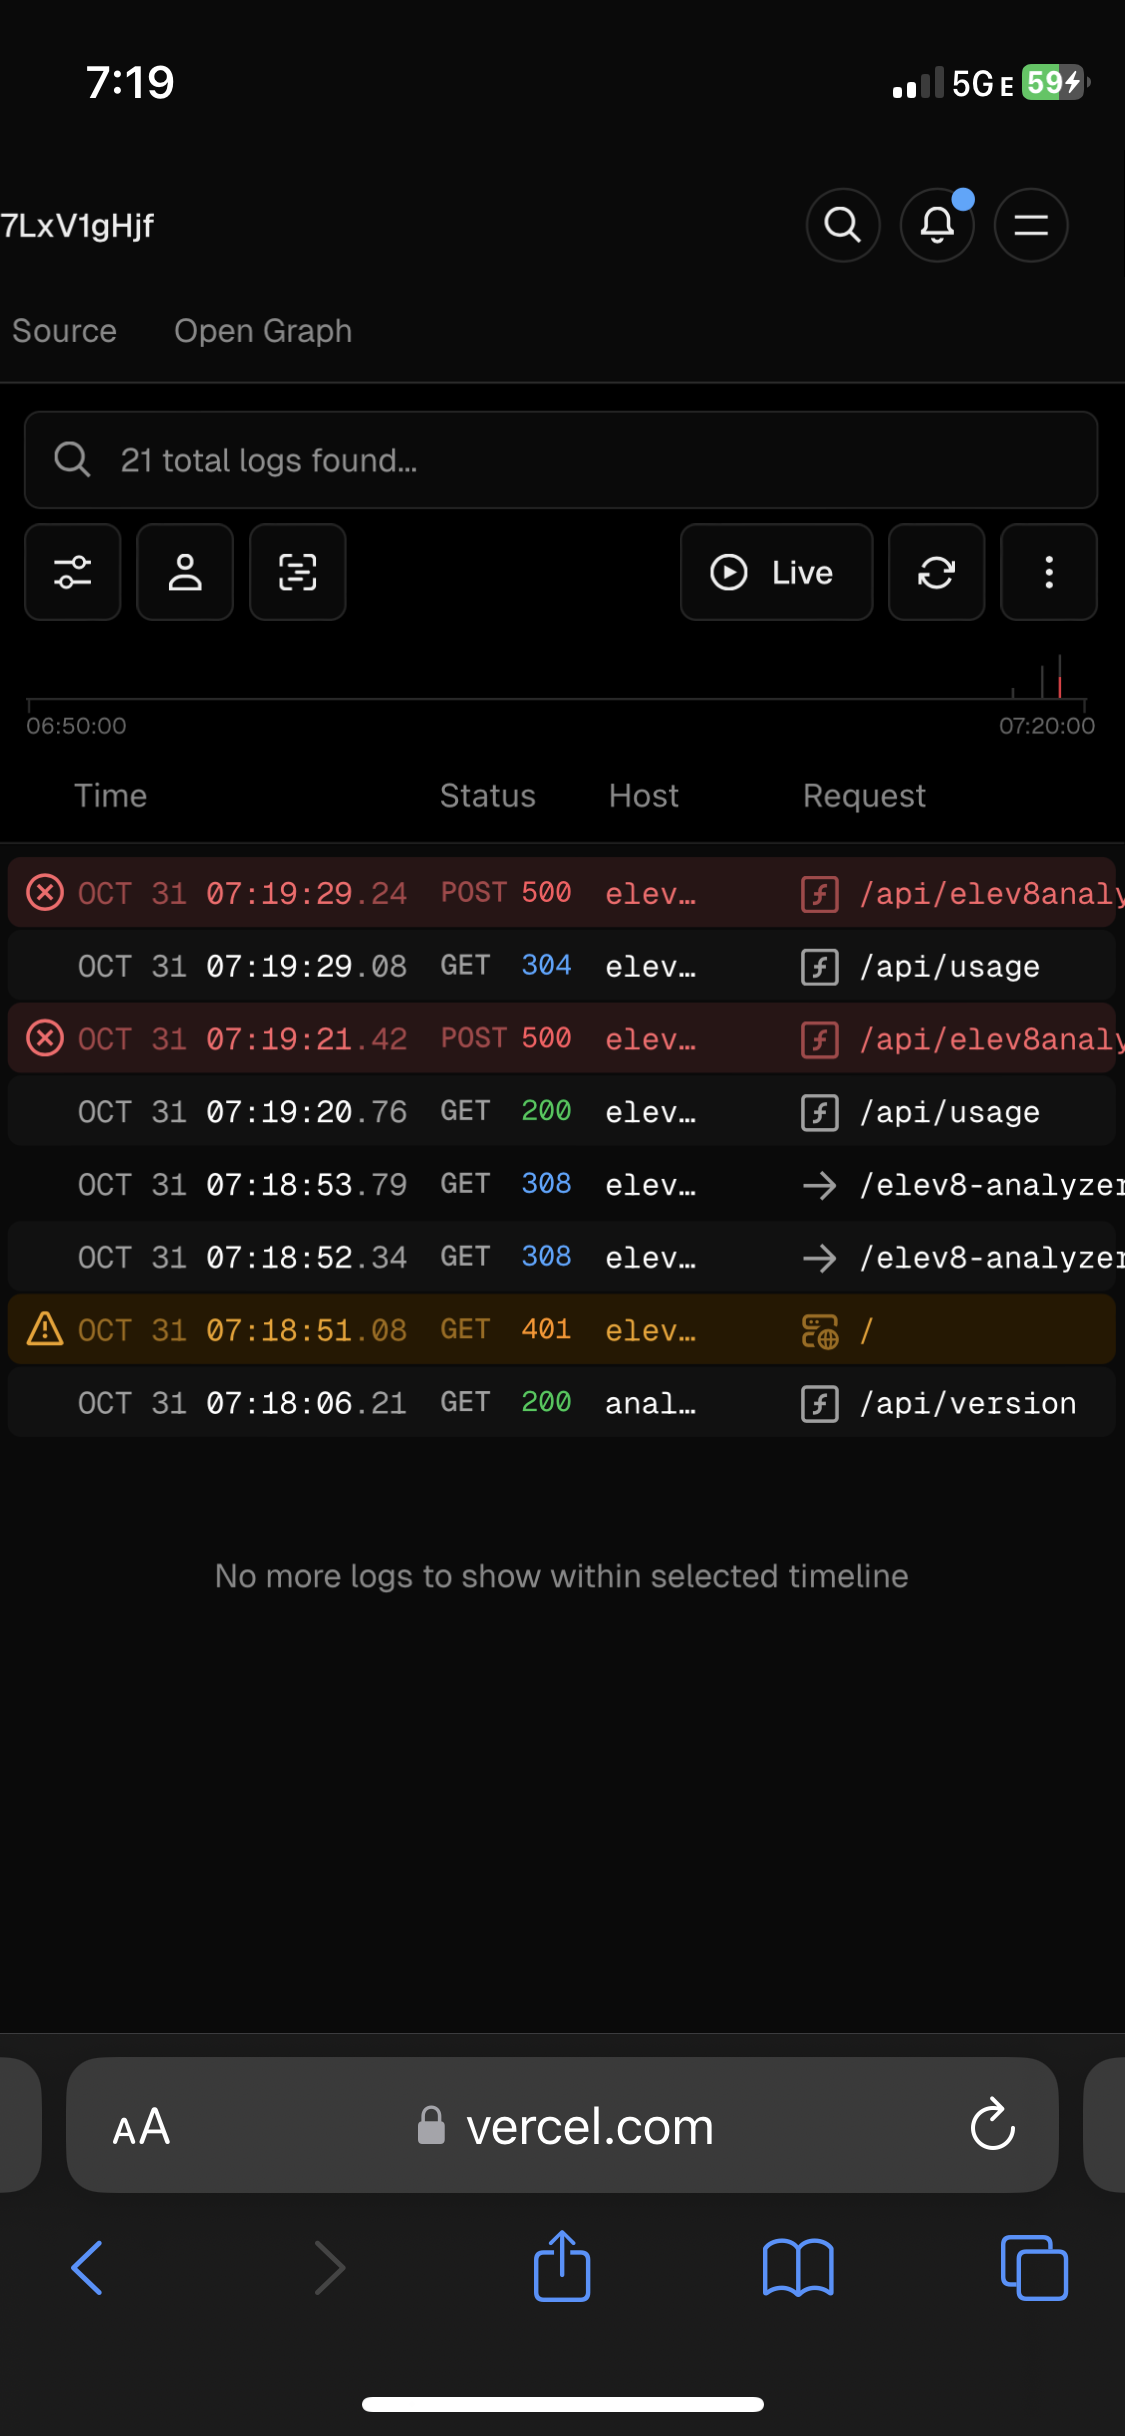 7:19 5G E 59
7LxV1gHjf
Source Open Graph
21 total logs found...
Live
06:50:00 07:20:00
Time Status Host Request
OCT 31 07:19:29.24 POST 500 elev... /api/elev8analy
OCT 31 07:19:29.08 GET 304 elev... /api/usage
OCT 31 07:19:21.42 POST 500 elev... /api/elev8analy
OCT 31 07:19:20.76 GET 200 elev... /api/usage
OCT 31 07:18:53.79 GET 308 elev... /elev8-analyzer
OCT 31 07:18:52.34 GET 308 elev... /elev8-analyzer
OCT 31 07:18:51.08 GET 401 elev... /
OCT 31 07:18:06.21 GET 200 anal... /api/version
No more logs to show within selected timeline
AA vercel.com